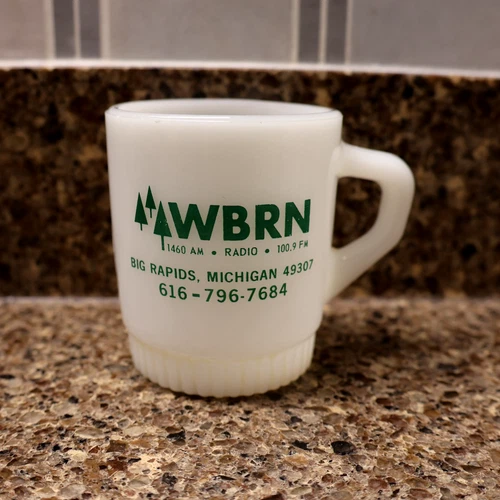 WBRN
1460 AM • RADIO • 100.9 FM
BIG RAPIDS, MICHIGAN 49307
616-796-7684